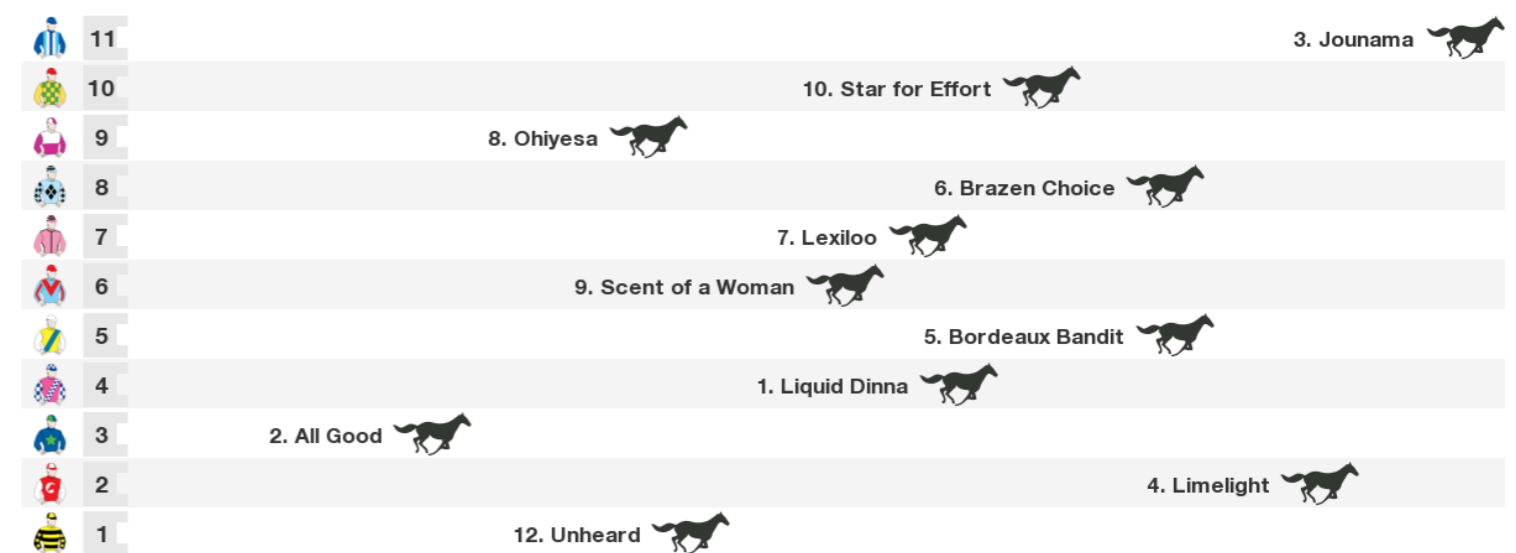 11 3. Jounama
10 10. Star for Effort
9 8. Ohiyesa
8 6. Brazen Choice
7 7. Lexiloo
6 9. Scent of a Woman
5 5. Bordeaux Bandit
4 1. Liquid Dinna
3 2. All Good
2 4. Limelight
1 12. Unheard